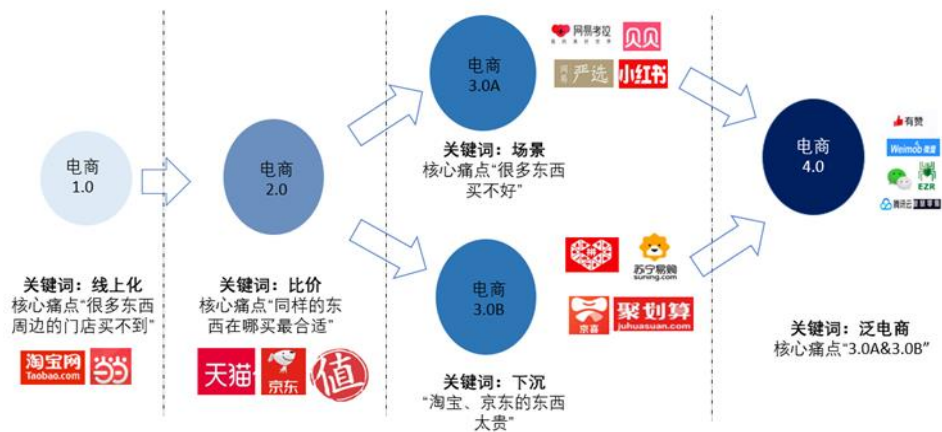 电商
1.0
关键词：线上化
核心痛点“很多东西
周边的门店买不到”
淘宝网
Taobao.com
当当
电商
2.0
关键词：比价
核心痛点“同样的东
西在哪买最合适”
天猫
京东
值
电商
3.0A
关键词：场景
核心痛点“很多东西
买不好”
网易考拉
贝贝
网易
严选
小红书
电商
3.0B
关键词：下沉
“淘宝、京东的东西
太贵”
拼
苏宁易购
suning.com
京喜
聚划算
juhuasuan.com
电商
4.0
关键词：泛电商
核心痛点“3.0A&3.0B”
有赞
Weimob 微盟
EZR
腾讯云